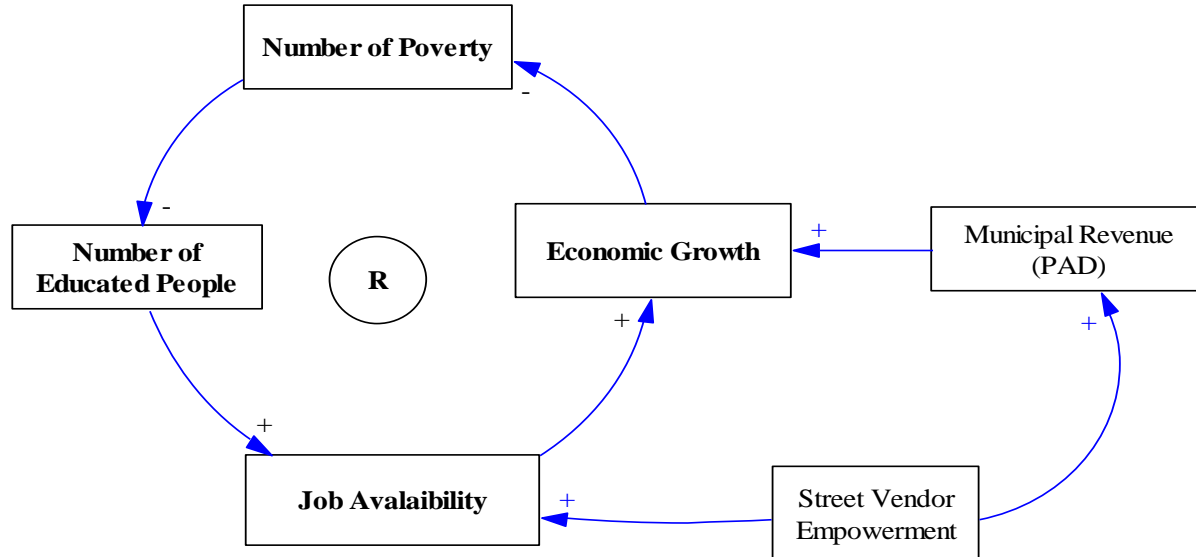 Number of Poverty
-
-
Number of
Educated People
R
Economic Growth
+
Municipal Revenue
(PAD)
+
+
+
Job Avalaibility
+
Street Vendor
Empowerment